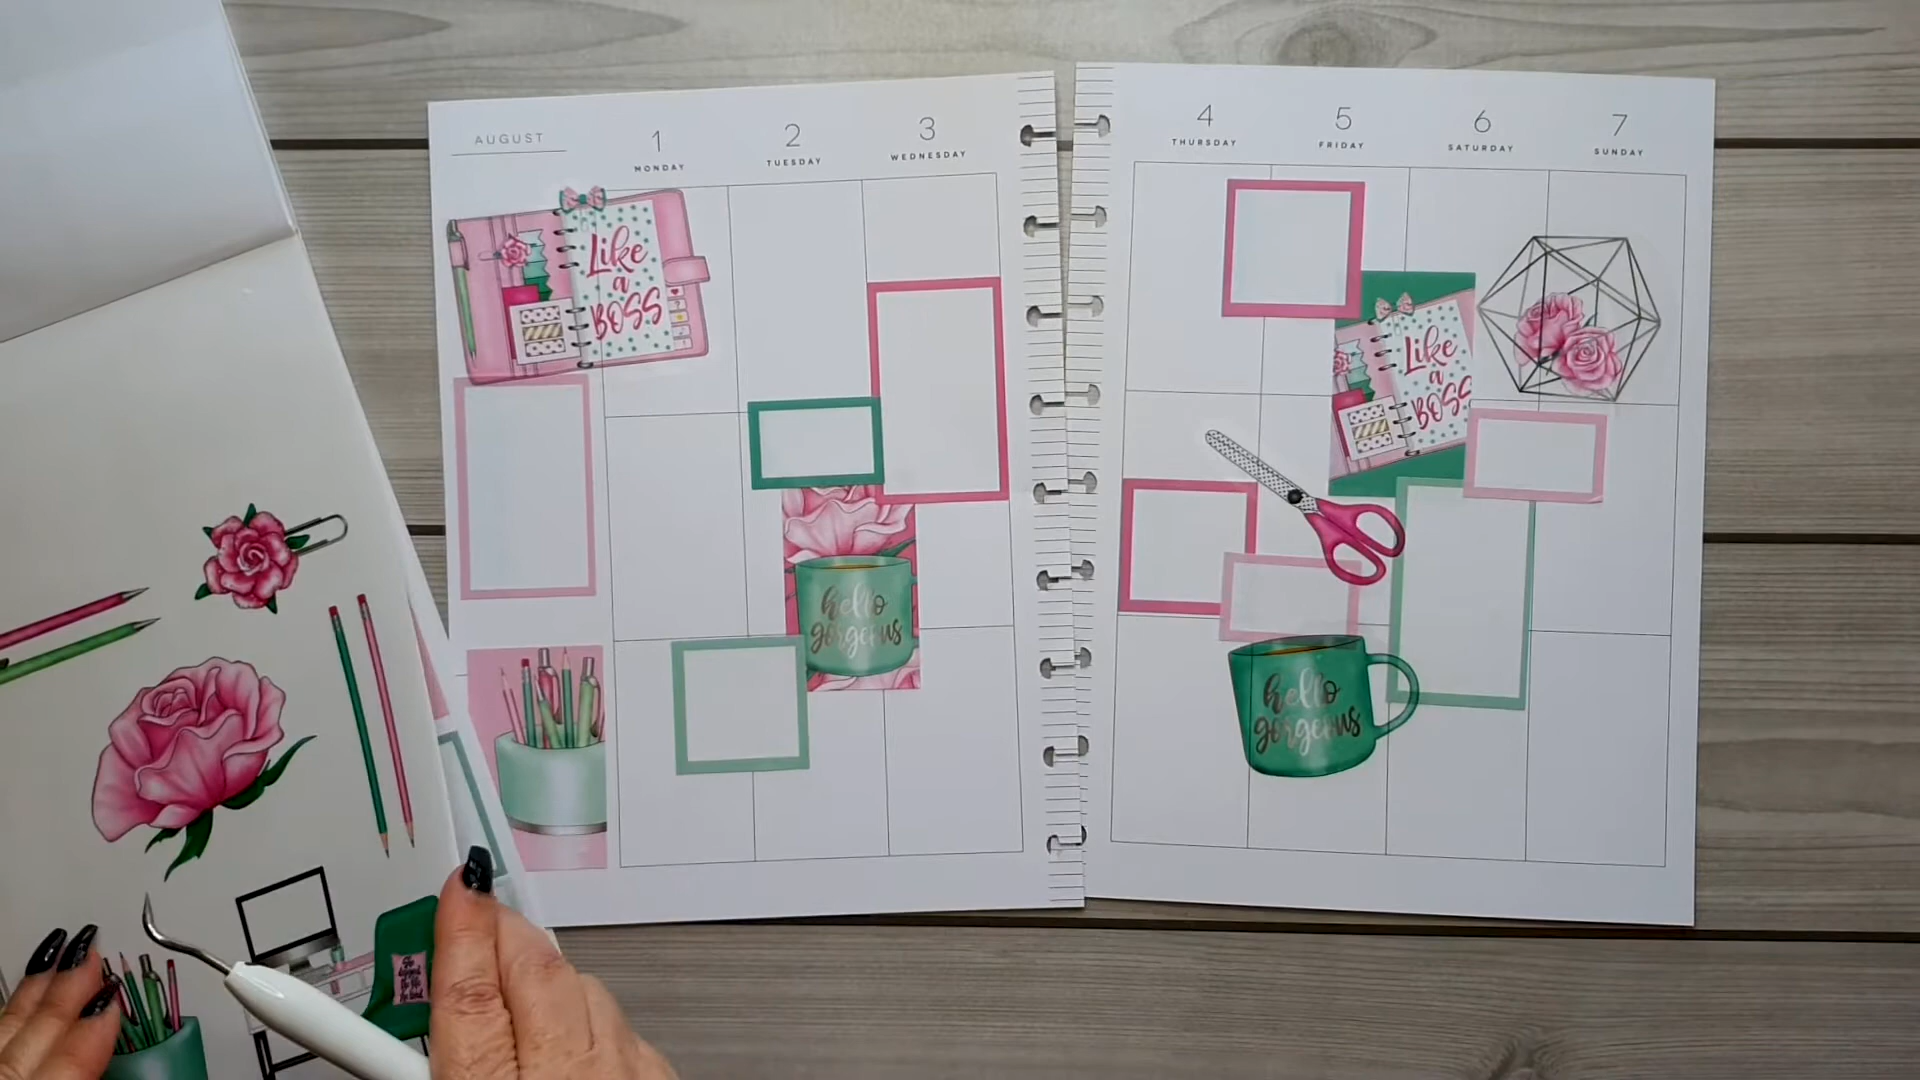 AUGUST
1
MONDAY
2
TUESDAY
3
WEDNESDAY
4
THURSDAY
5
FRIDAY
6
SATURDAY
7
SUNDAY
Like
a
BOSS
Like
a
BOSS
hello
gorgeous
hello
gorgeous